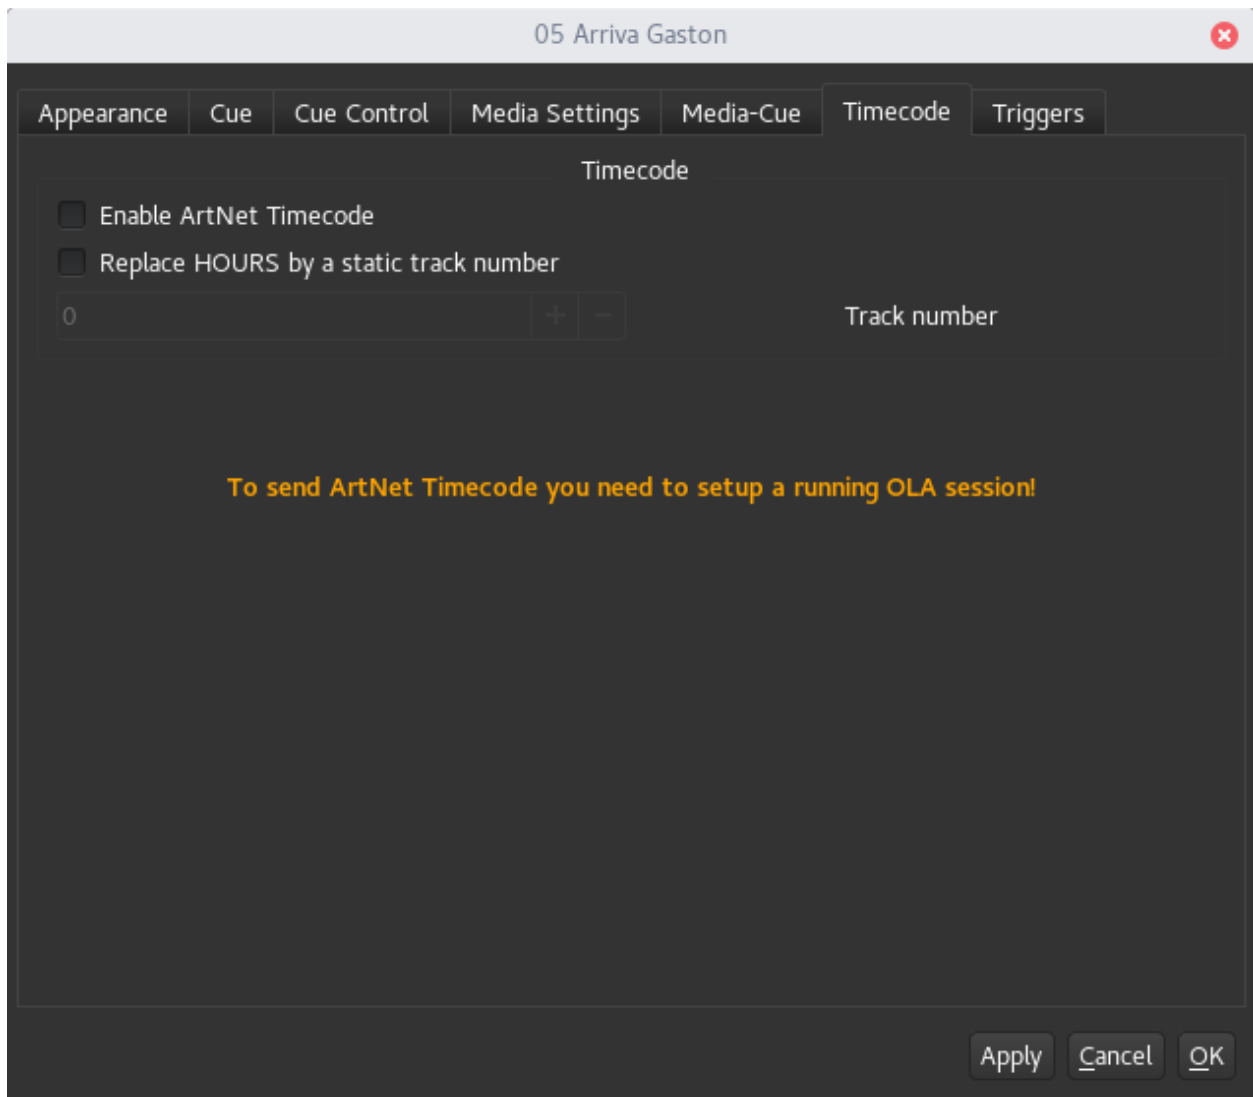 05 Arriva Gaston
Appearance Cue Cue Control Media Settings Media-Cue Timecode Triggers
Timecode
Enable ArtNet Timecode
Replace HOURS by a static track number
0 + − Track number
To send ArtNet Timecode you need to setup a running OLA session!
Apply Cancel OK